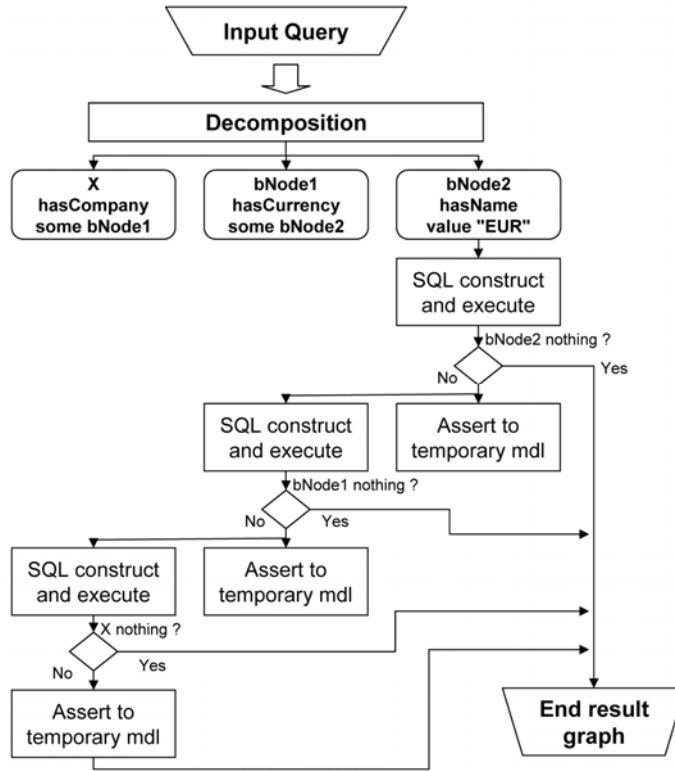 Input Query
Decomposition
X
hasCompany
some bNode1
bNode1
hasCurrency
some bNode2
bNode2
hasName
value "EUR"
SQL construct
and execute
bNode2 nothing ?
No
Yes
SQL construct
and execute
Assert to
temporary mdl
bNode1 nothing ?
No
Yes
SQL construct
and execute
Assert to
temporary mdl
X nothing ?
No
Yes
Assert to
temporary mdl
End result
graph